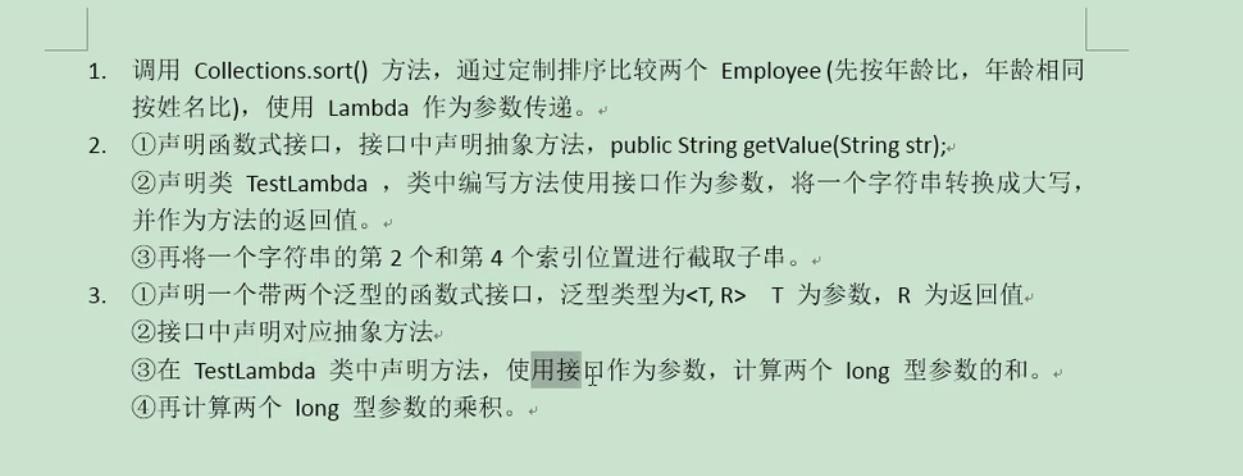 1. 调用 Collections.sort() 方法，通过定制排序比较两个 Employee (先按年龄比，年龄相同
按姓名比)，使用 Lambda 作为参数传递。
2. ①声明函数式接口，接口中声明抽象方法，public String getValue(String str);
②声明类 TestLambda ，类中编写方法使用接口作为参数，将一个字符串转换成大写，
并作为方法的返回值。
③再将一个字符串的第 2 个和第 4 个索引位置进行截取子串。
3. ①声明一个带两个泛型的函数式接口，泛型类型为<T, R> T 为参数，R 为返回值
②接口中声明对应抽象方法
③在 TestLambda 类中声明方法，使用接口作为参数，计算两个 long 型参数的和。
④再计算两个 long 型参数的乘积。